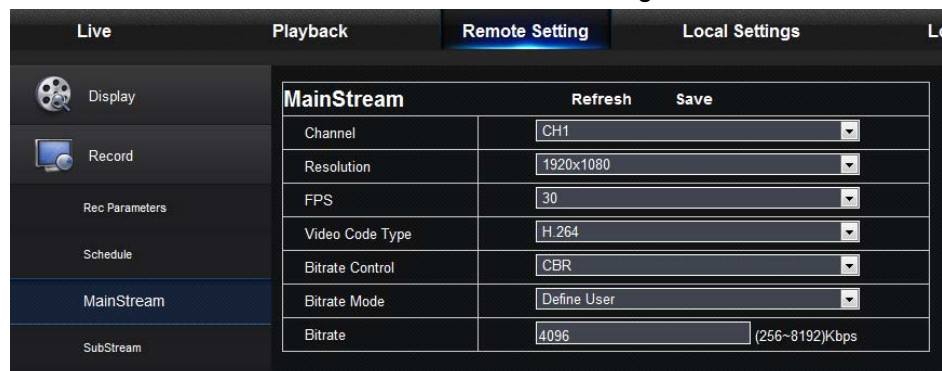 Live Playback Remote Setting Local Settings
Display
Record
Rec Parameters
Schedule
MainStream
SubStream
MainStream Refresh Save
Channel CH1
Resolution 1920x1080
FPS 30
Video Code Type H.264
Bitrate Control CBR
Bitrate Mode Define User
Bitrate 4096 (256~8192)Kbps